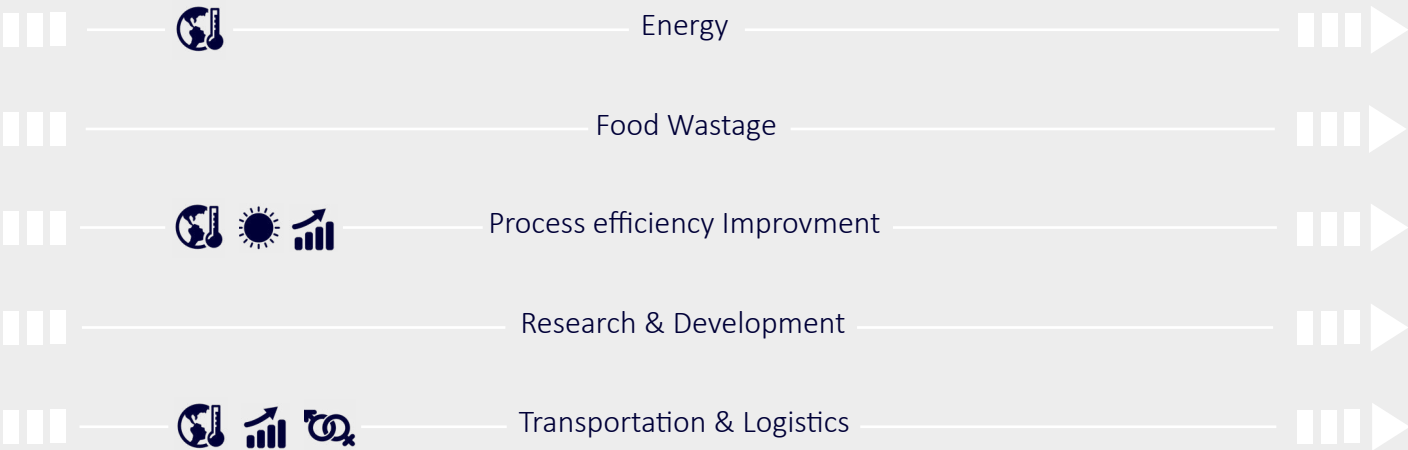 Energy
Food Wastage
Process efficiency Improvment
Research & Development
Transportation & Logistics